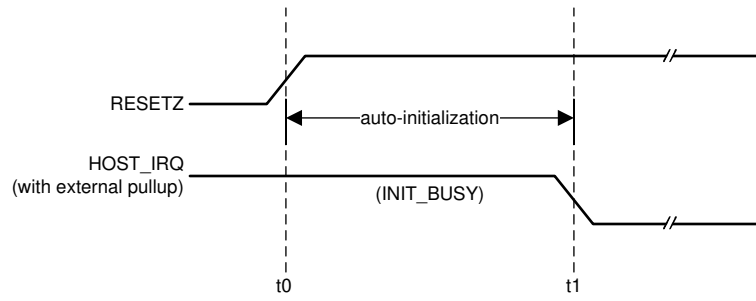 RESETZ
auto-initialization
HOST_IRQ
(with external pullup)
(INIT_BUSY)
t0
t1